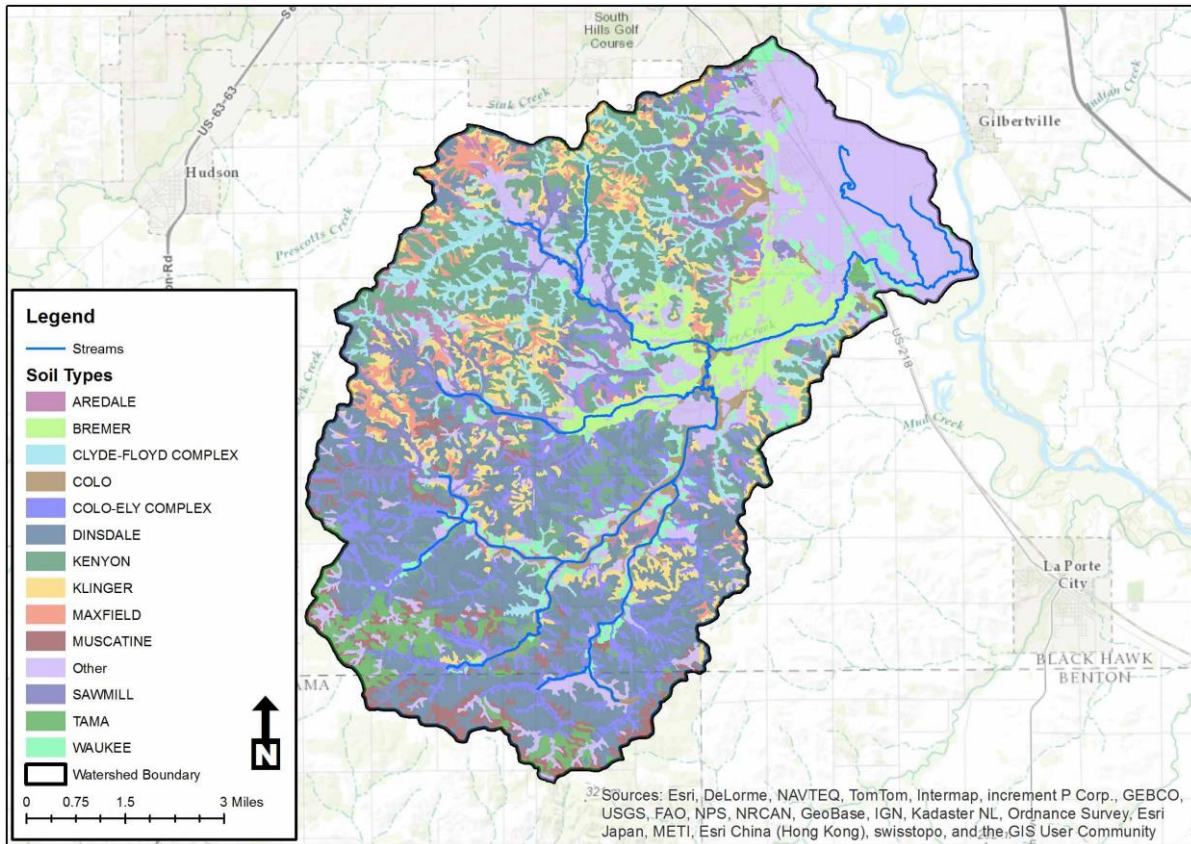 South
Hills Golf
Course
Sink Creek
US-63-63
Hudson
Prescotts Creek
Gilbertville
Indian Creek
US-218
Mud Creek
La Porte
City
BLACK HAWK
BENTON
Legend
Streams
Soil Types
AREDALE
BREMER
CLYDE-FLOYD COMPLEX
COLO
COLO-ELY COMPLEX
DINSDALE
KENYON
KLINGER
MAXFIELD
MUSCATINE
Other
SAWMILL
TAMA
WAUKEE
Watershed Boundary
0 0.75 1.5 3 Miles
N
Sources: Esri, DeLorme, NAVTEQ, TomTom, Intermap, increment P Corp., GEBCO,
USGS, FAO, NPS, NRCAN, GeoBase, IGN, Kadaster NL, Ordnance Survey, Esri
Japan, METI, Esri China (Hong Kong), swisstopo, and the GIS User Community